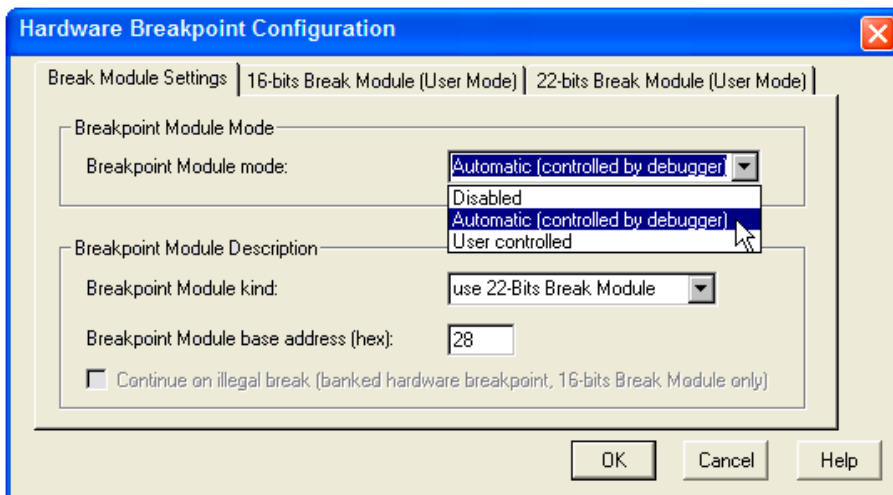 Hardware Breakpoint Configuration
Break Module Settings 16-bits Break Module (User Mode) 22-bits Break Module (User Mode)
Breakpoint Module Mode
Breakpoint Module mode: Automatic (controlled by debugger)
Disabled
Automatic (controlled by debugger)
User controlled
Breakpoint Module Description
Breakpoint Module kind: use 22-Bits Break Module
Breakpoint Module base address (hex): 28
Continue on illegal break (banked hardware breakpoint, 16-bits Break Module only)
OK Cancel Help